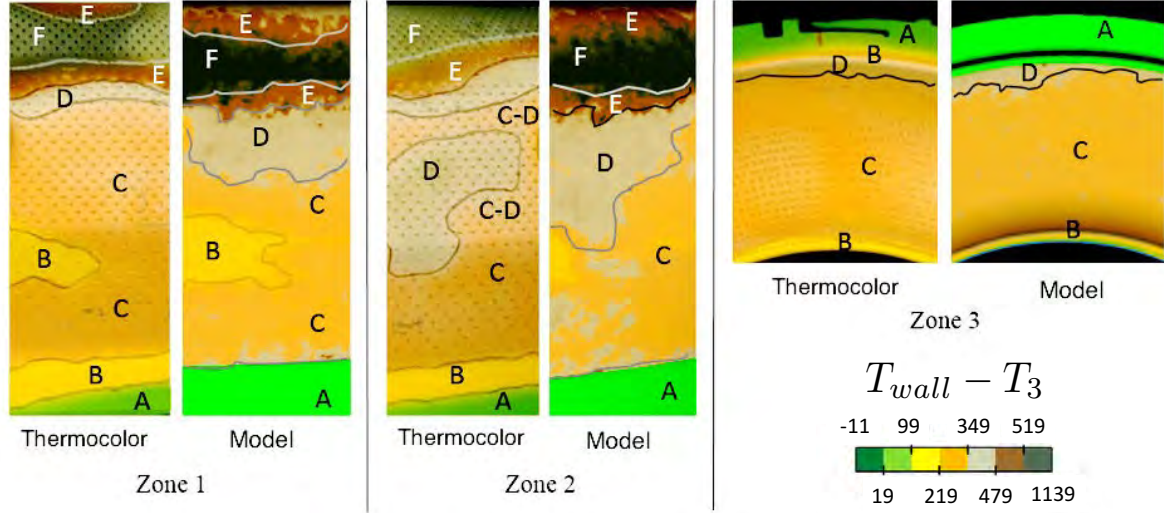 E
F
E
D
C
B
C
B
A
Thermocolor
E
F
E
D
C
B
C
A
Model
Zone 1
F
E
C-D
D
C-D
C
B
A
Thermocolor
E
F
E
D
C
A
Model
Zone 2
A
B
D
C
B
Thermocolor
A
D
C
B
Model
Zone 3
T_wall − T_3
-11 99 349 519
19 219 479 1139